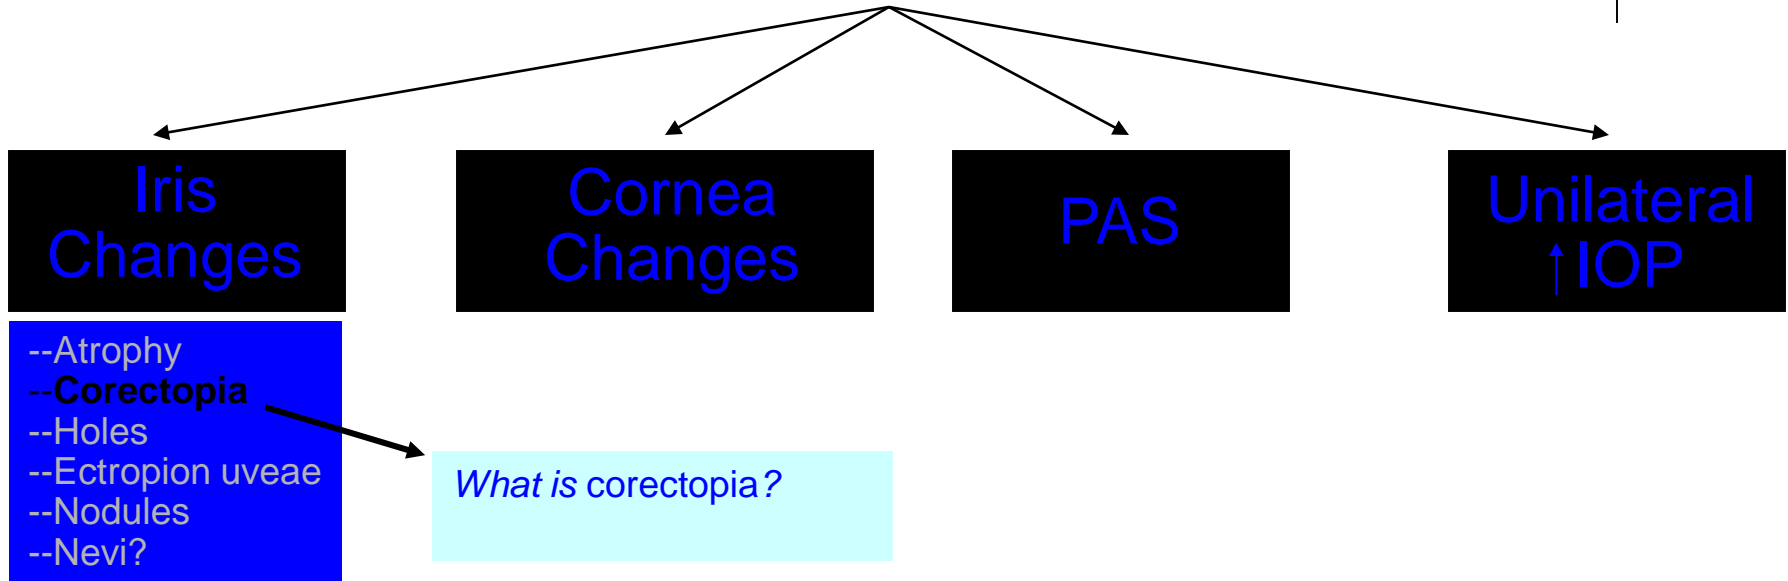 Iris
Changes
Cornea
Changes
PAS
Unilateral
↑IOP
--Atrophy
--Corectopia
--Holes
--Ectropion uveae
--Nodules
--Nevi?
What is corectopia?